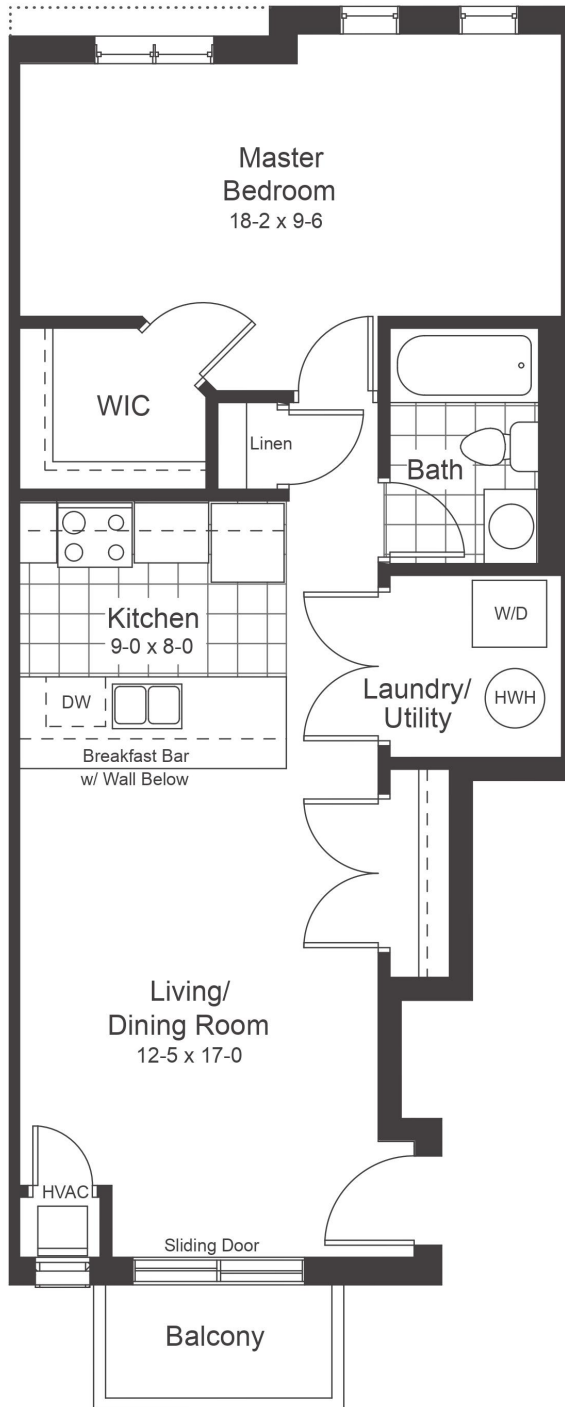 Master
Bedroom
18-2 x 9-6
WIC
Linen
Bath
Kitchen
9-0 x 8-0
W/D
Laundry/
Utility
HWH
DW
Breakfast Bar
w/ Wall Below
Living/
Dining Room
12-5 x 17-0
HVAC
Sliding Door
Balcony